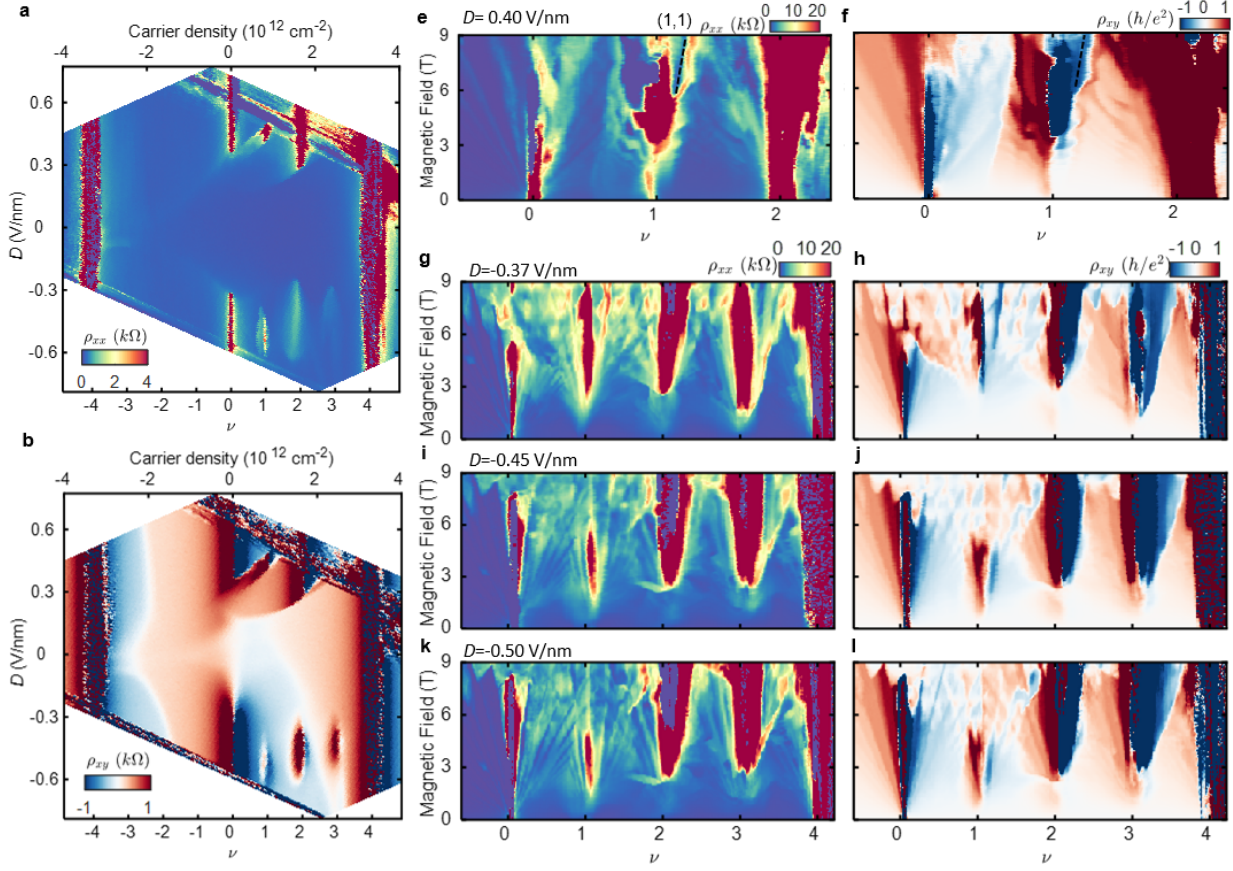 a
Carrier density (10¹² cm⁻²)
0 2 4
D (V/nm)
0.6
0.3
0
-0.3
-0.6
ρxx (kΩ)
0 2 4
-4 -3 -2 -1 0 1 2 3 4
ν
b
Carrier density (10 ¹² cm⁻²)
-4 -2 0 2 4
D (V/nm)
0.6
0.3
0
-0.3
-0.6
ρxy (kΩ)
-1 1
-4 -3 -2 -1 0 1 2 3 4
ν
e
D= 0.40 V/nm
(1,1)
ρxx (kΩ)
0 10 20
Magnetic Field (T)
9
6
3
0
0 1 2
ν
f
ρxy (h/e²)
-1 0 1
0 1 2
ν
g
D=-0.37 V/nm
ρxx (kΩ)
0 10 20
Magnetic Field (T)
9
6
3
0
h
ρxy (h/e²)
-1 0 1
i
D=-0.45 V/nm
Magnetic Field (T)
9
6
3
0
j
k
D=-0.50 V/nm
Magnetic Field (T)
9
6
3
0
0 1 2 3 4
ν
l
0 1 2 3 4
ν